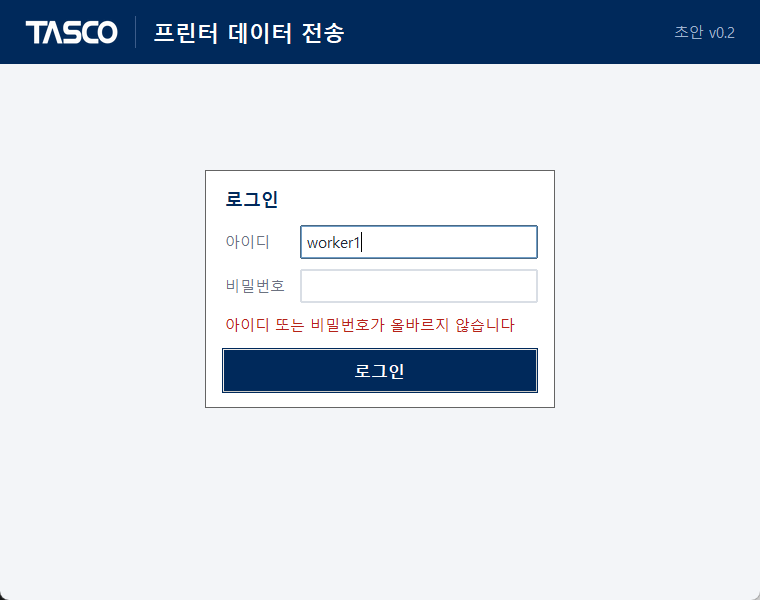 TASCO 프린터 데이터 전송 초안 v0.2
로그인
아이디 worker1
비밀번호
아이디 또는 비밀번호가 올바르지 않습니다
로그인